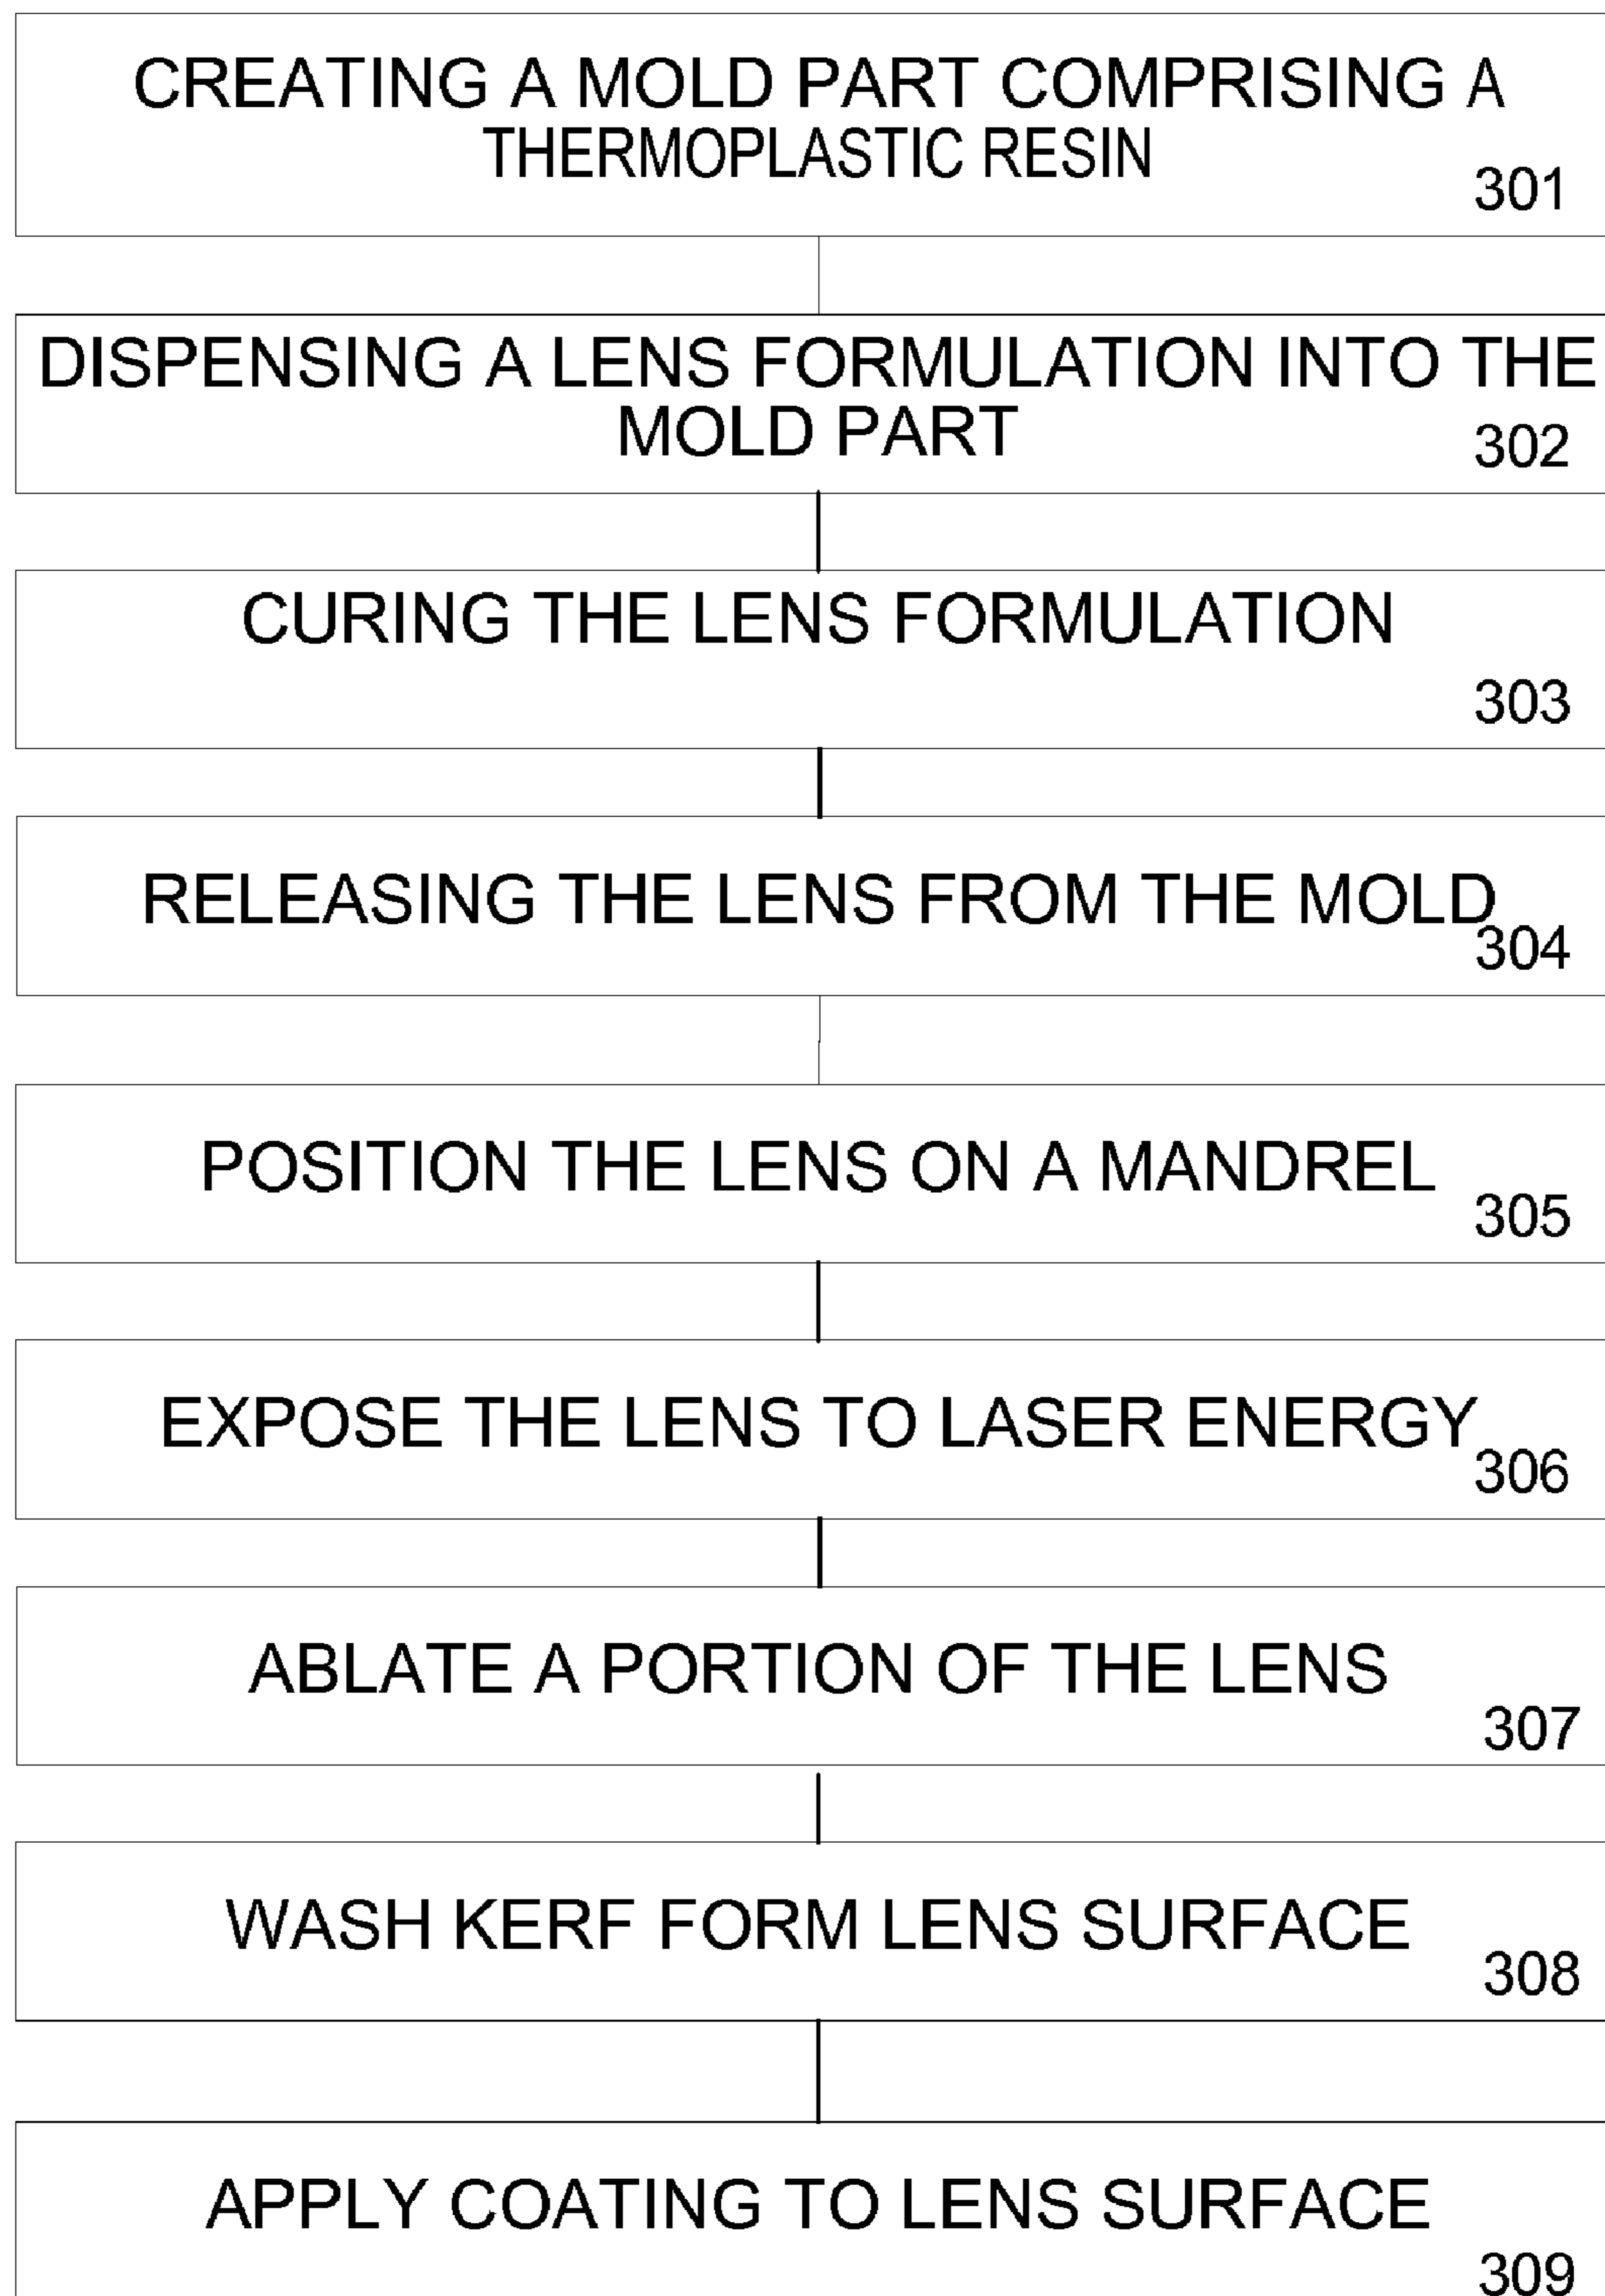 CREATING A MOLD PART COMPRISING A
THERMOPLASTIC RESIN
301
DISPENSING A LENS FORMULATION INTO THE
MOLD PART
302
CURING THE LENS FORMULATION
303
RELEASING THE LENS FROM THE MOLD
304
POSITION THE LENS ON A MANDREL
305
EXPOSE THE LENS TO LASER ENERGY
306
ABLATE A PORTION OF THE LENS
307
WASH KERF FORM LENS SURFACE
308
APPLY COATING TO LENS SURFACE
309